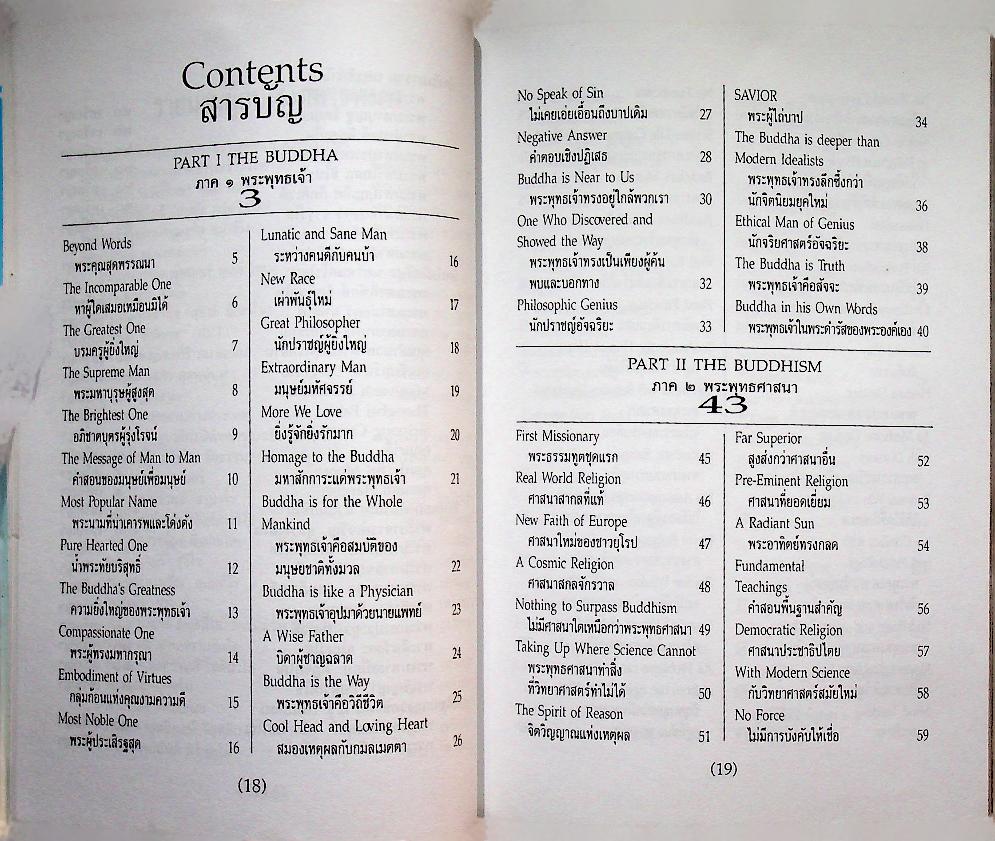 Contents
สารบัญ
PART I THE BUDDHA
ภาค ๑ พระพุทธเจ้า
3
Beyond Words
พระคุณสุดพรรณนา 5
The Incomparable One
หาผู้ใดเสมอเหมือนมิได้ 6
The Greatest One
บรมครูผู้ยิ่งใหญ่ 7
The Supreme Man
พระมหาบุรุษผู้สูงสุด 8
The Brightest One
อภิชาตบุตรผู้รุ่งโรจน์ 9
The Message of Man to Man
คำสอนของมนุษย์เพื่อมนุษย์ 10
Most Popular Name
พระนามที่น่าเคารพและโด่งดัง 11
Pure Hearted One
น้ำพระทัยบริสุทธิ์ 12
The Buddha's Greatness
ความยิ่งใหญ่ของพระพุทธเจ้า 13
Compassionate One
พระผู้ทรงมหากรุณา 14
Embodiment of Virtues
กลุ่มก้อนแห่งคุณงามความดี 15
Most Noble One
พระผู้ประเสริฐสุด 16
Lunatic and Sane Man
ระหว่างคนดีกับคนบ้า 16
New Race
เผ่าพันธุ์ใหม่ 17
Great Philosopher
นักปราชญ์ผู้ยิ่งใหญ่ 18
Extraordinary Man
มนุษย์มหัศจรรย์ 19
More We Love
ยิ่งรู้จักยิ่งรักมาก 20
Homage to the Buddha
มหาสักการะแด่พระพุทธเจ้า 21
Buddha is for the Whole
Mankind
พระพุทธเจ้าคือสมบัติของ
มนุษยชาติทั้งมวล 22
Buddha is like a Physician
พระพุทธเจ้าอุปมาด้วยนายแพทย์ 23
A Wise Father
บิดาผู้ชาญฉลาด 24
Buddha is the Way
พระพุทธเจ้าคือวิถีชีวิต 25
Cool Head and Loving Heart
สมองเหตุผลกับกมลเมตตา 26
(18)
No Speak of Sin
ไม่เคยเอ่ยเอื้อนถึงบาปเดิม 27
Negative Answer
คำตอบเชิงปฏิเสธ 28
Buddha is Near to Us
พระพุทธเจ้าทรงอยู่ใกล้พวกเรา 30
One Who Discovered and
Showed the Way
พระพุทธเจ้าทรงเป็นเพียงผู้ค้น
พบและบอกทาง 32
Philosophic Genius
นักปราชญ์อัจฉริยะ 33
SAVIOR
พระผู้ไถ่บาป 34
The Buddha is deeper than
Modern Idealists
พระพุทธเจ้าทรงลึกซึ้งกว่า
นักจิตนิยมยุคใหม่ 36
Ethical Man of Genius
นักจริยศาสตร์อัจฉริยะ 38
The Buddha is Truth
พระพุทธเจ้าคือสัจจะ 39
Buddha in his Own Words
พระพุทธเจ้าในพระดำรัสของพระองค์เอง 40
PART II THE BUDDHISM
ภาค ๒ พระพุทธศาสนา
43
First Missionary
พระธรรมทูตชุดแรก 45
Real World Religion
ศาสนาสากลที่แท้ 46
New Faith of Europe
ศาสนาใหม่ของชาวยุโรป 47
A Cosmic Religion
ศาสนาสกลจักรวาล 48
Nothing to Surpass Buddhism
ไม่มีศาสนาใดเหนือกว่าพระพุทธศาสนา 49
Taking Up Where Science Cannot
พระพุทธศาสนาทำสิ่ง
ที่วิทยาศาสตร์ทำไม่ได้ 50
The Spirit of Reason
จิตวิญญาณแห่งเหตุผล 51
Far Superior
สูงส่งกว่าศาสนาอื่น 52
Pre-Eminent Religion
ศาสนาที่ยอดเยี่ยม 53
A Radiant Sun
พระอาทิตย์ทรงกลด 54
Fundamental
Teachings
คำสอนพื้นฐานสำคัญ 56
Democratic Religion
ศาสนาประชาธิปไตย 57
With Modern Science
กับวิทยาศาสตร์สมัยใหม่ 58
No Force
ไม่มีการบังคับให้เชื่อ 59
(19)